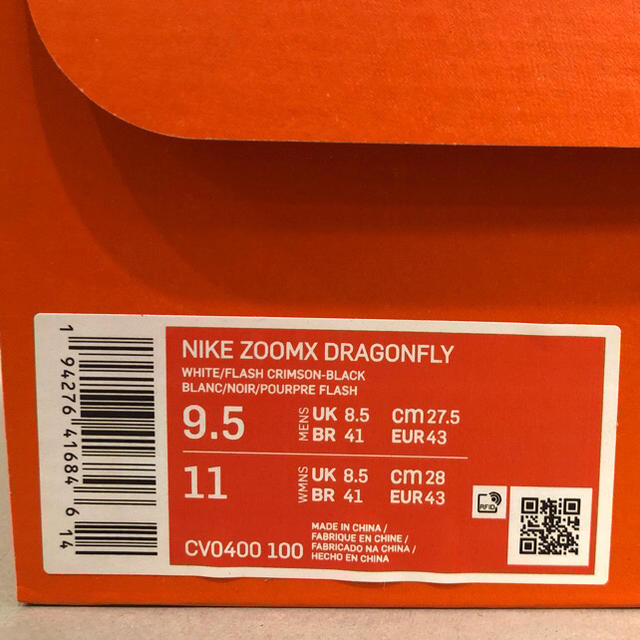 NIKE ZOOMX DRAGONFLY
WHITE/FLASH CRIMSON-BLACK
BLANC/NOIR/POURPRE FLASH
9.5 MENS UK 8.5 cm 27.5
BR 41 EUR 43
11 WMNS UK 8.5 cm 28
BR 41 EUR 43
RFID
CV0400 100
MADE IN CHINA/
FABRIQUE EN CHINE/
FABRICADO NA CHINA/
HECHO EN CHINA
1 94276 41684 6 14